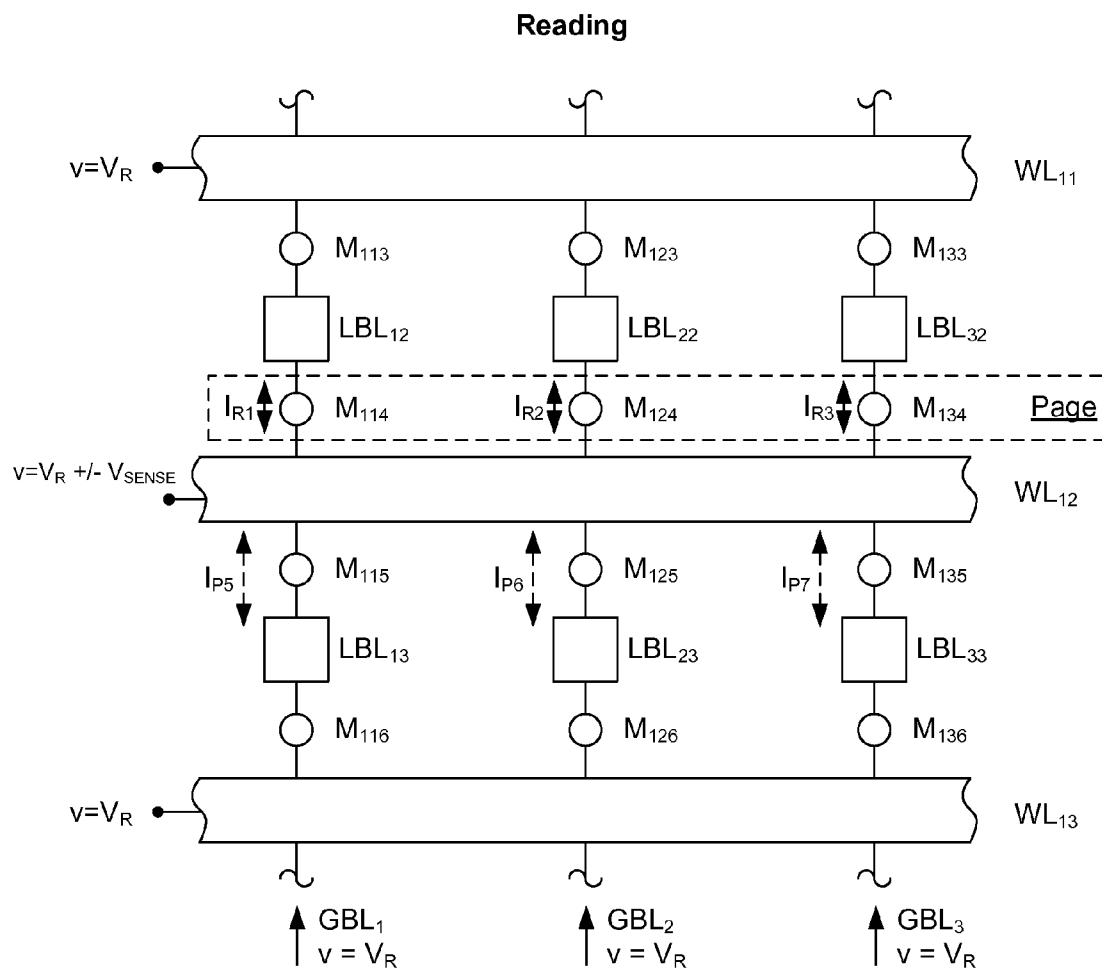 Reading
v=V_R
WL_11
M_113 M_123 M_133
LBL_12 LBL_22 LBL_32
I_R1 M_114 I_R2 M_124 I_R3 M_134 Page
v=V_R +/- V_SENSE
WL_12
I_P5 M_115 I_P6 M_125 I_P7 M_135
LBL_13 LBL_23 LBL_33
M_116 M_126 M_136
v=V_R
WL_13
GBL_1 GBL_2 GBL_3
v = V_R v = V_R v = V_R